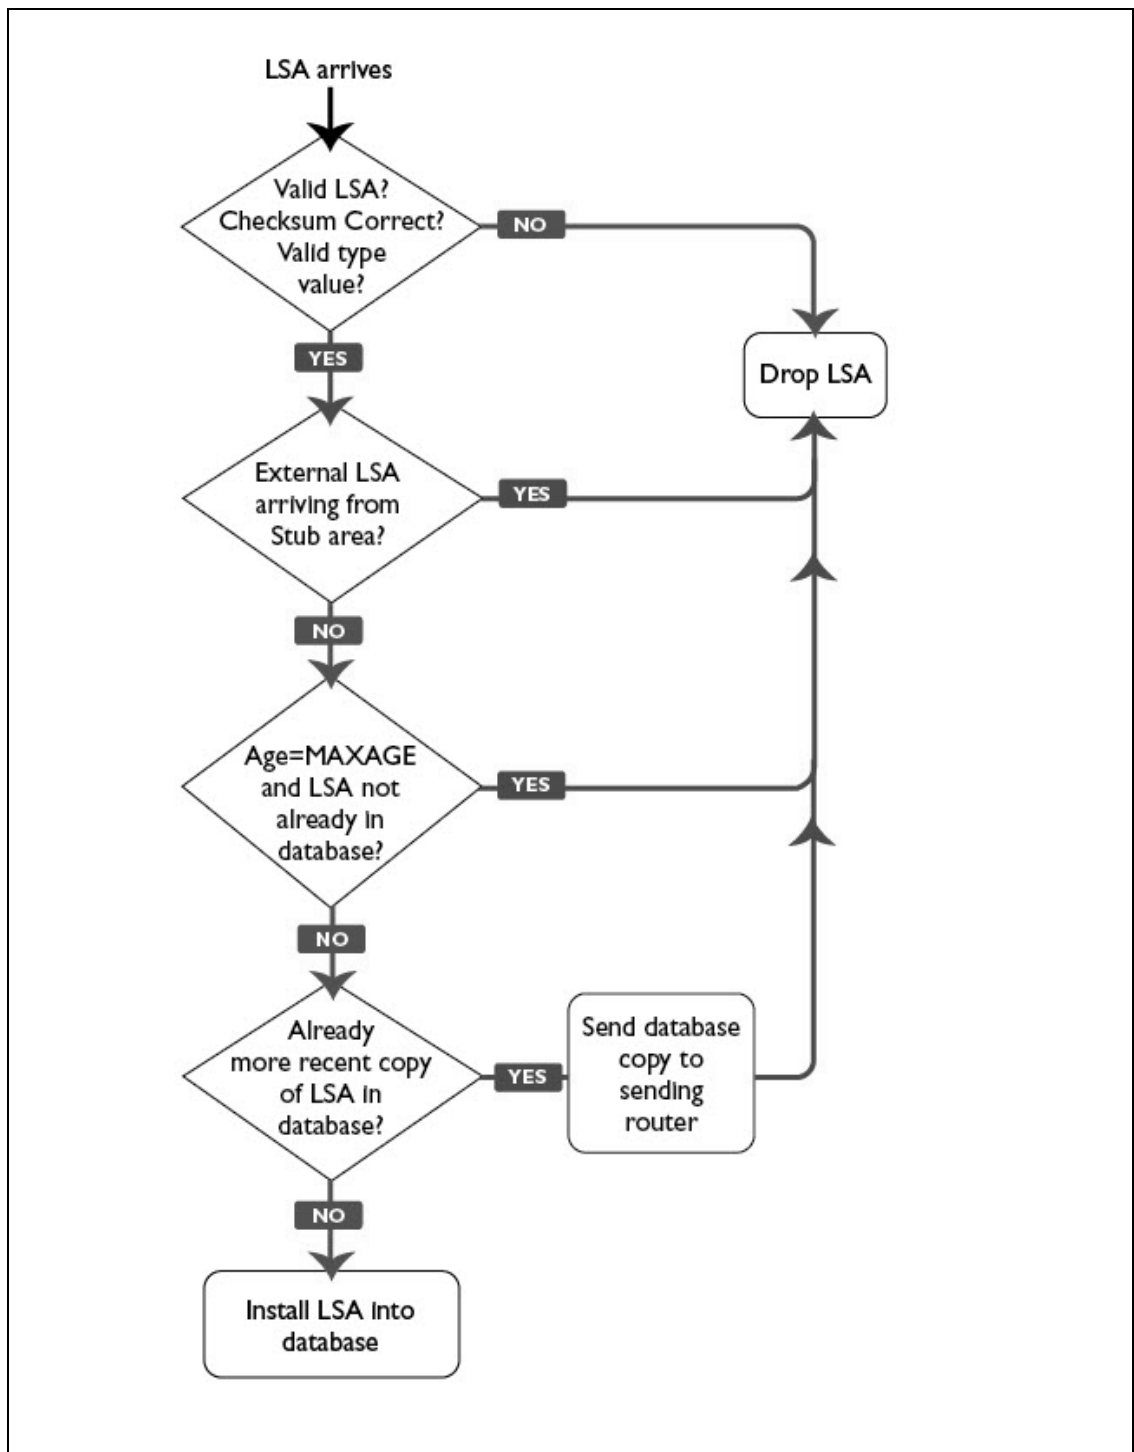 LSA arrives
Valid LSA?
Checksum Correct?
Valid type
value?
NO
YES
Drop LSA
External LSA
arriving from
Stub area?
YES
NO
Age=MAXAGE
and LSA not
already in
database?
YES
NO
Already
more recent copy
of LSA in
database?
YES
Send database
copy to
sending
router
NO
Install LSA into
database